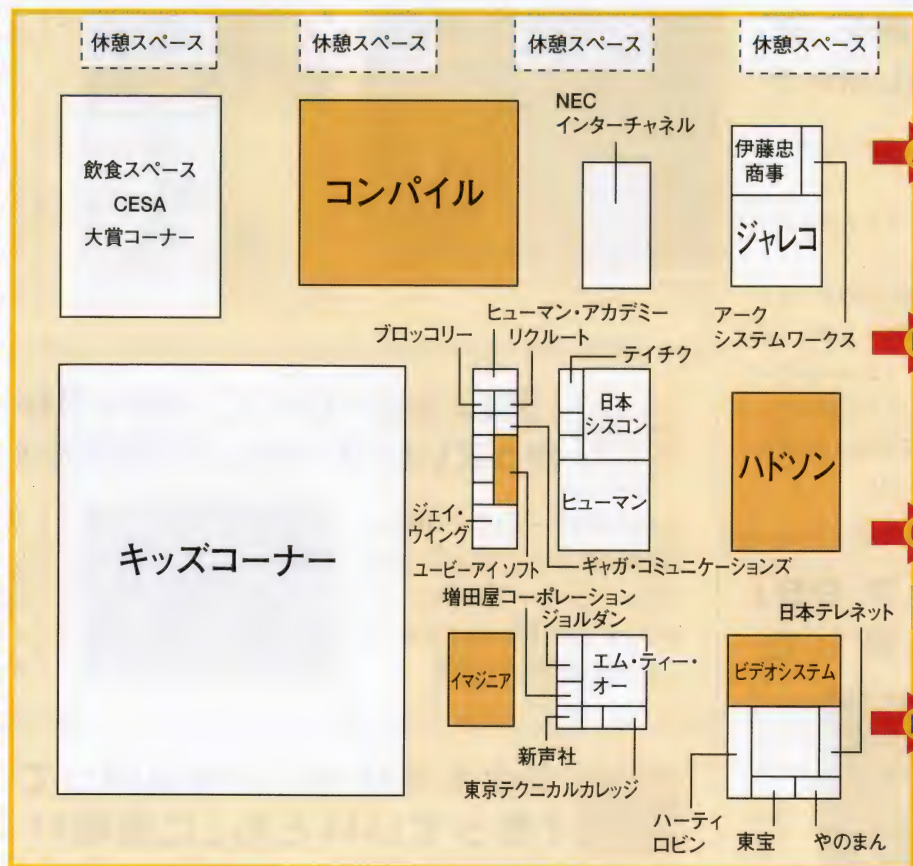 休憩スペース
休憩スペース
休憩スペース
休憩スペース
飲食スペース
CESA
大賞コーナー
コンパイル
NEC
インターチャネル
伊藤忠
商事
ジャレコ
アーク
システムワークス
ヒューマン・アカデミー
ブロッコリー
リクルート
テイチク
日本
シスコン
ヒューマン
ハドソン
キッズコーナー
ジェイ・
ウイング
ユービーアイ ソフト
ギャガ・コミュニケーションズ
増田屋コーポレーション
ジョルダン
エム・ティー・
オー
イマジニア
新声社
東京テクニカルカレッジ
日本テレネット
ビデオシステム
ハーティ
ロビン
東宝
やのまん